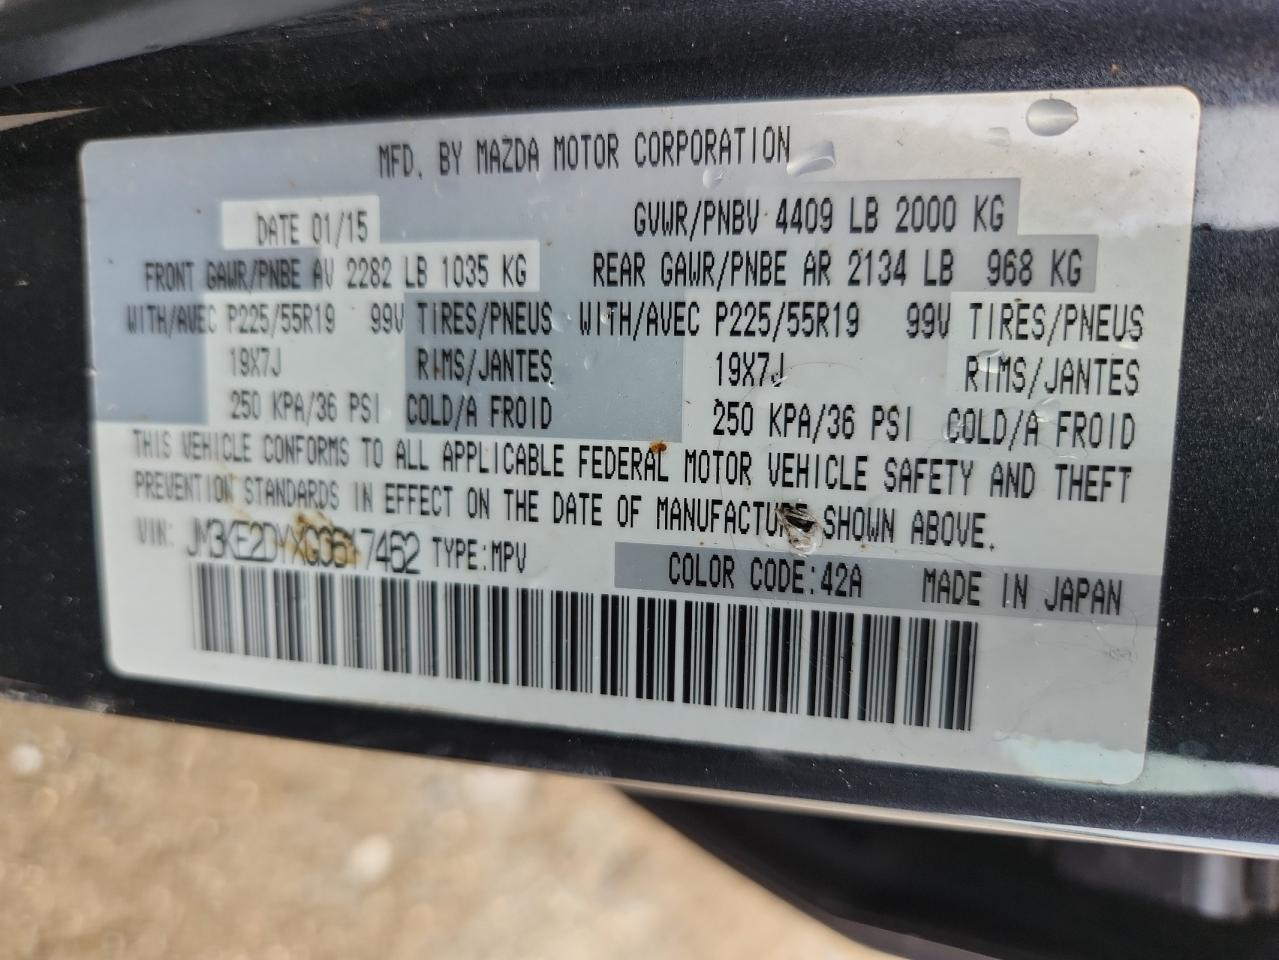 MFD. BY MAZDA MOTOR CORPORATION
DATE 01/15 GVWR/PNBV 4409 LB 2000 KG
FRONT GAWR/PNBE AV 2282 LB 1035 KG REAR GAWR/PNBE AR 2134 LB 968 KG
WITH/AVEC P225/55R19 99V TIRES/PNEUS WITH/AVEC P225/55R19 99V TIRES/PNEUS
19X7J RIMS/JANTES 19X7J RIMS/JANTES
250 KPA/36 PSI COLD/A FROID 250 KPA/36 PSI COLD/A FROID
THIS VEHICLE CONFORMS TO ALL APPLICABLE FEDERAL MOTOR VEHICLE SAFETY AND THEFT
PREVENTION STANDARDS IN EFFECT ON THE DATE OF MANUFACTURE SHOWN ABOVE.
VIN: TYPE:MPV COLOR CODE:42A MADE IN JAPAN